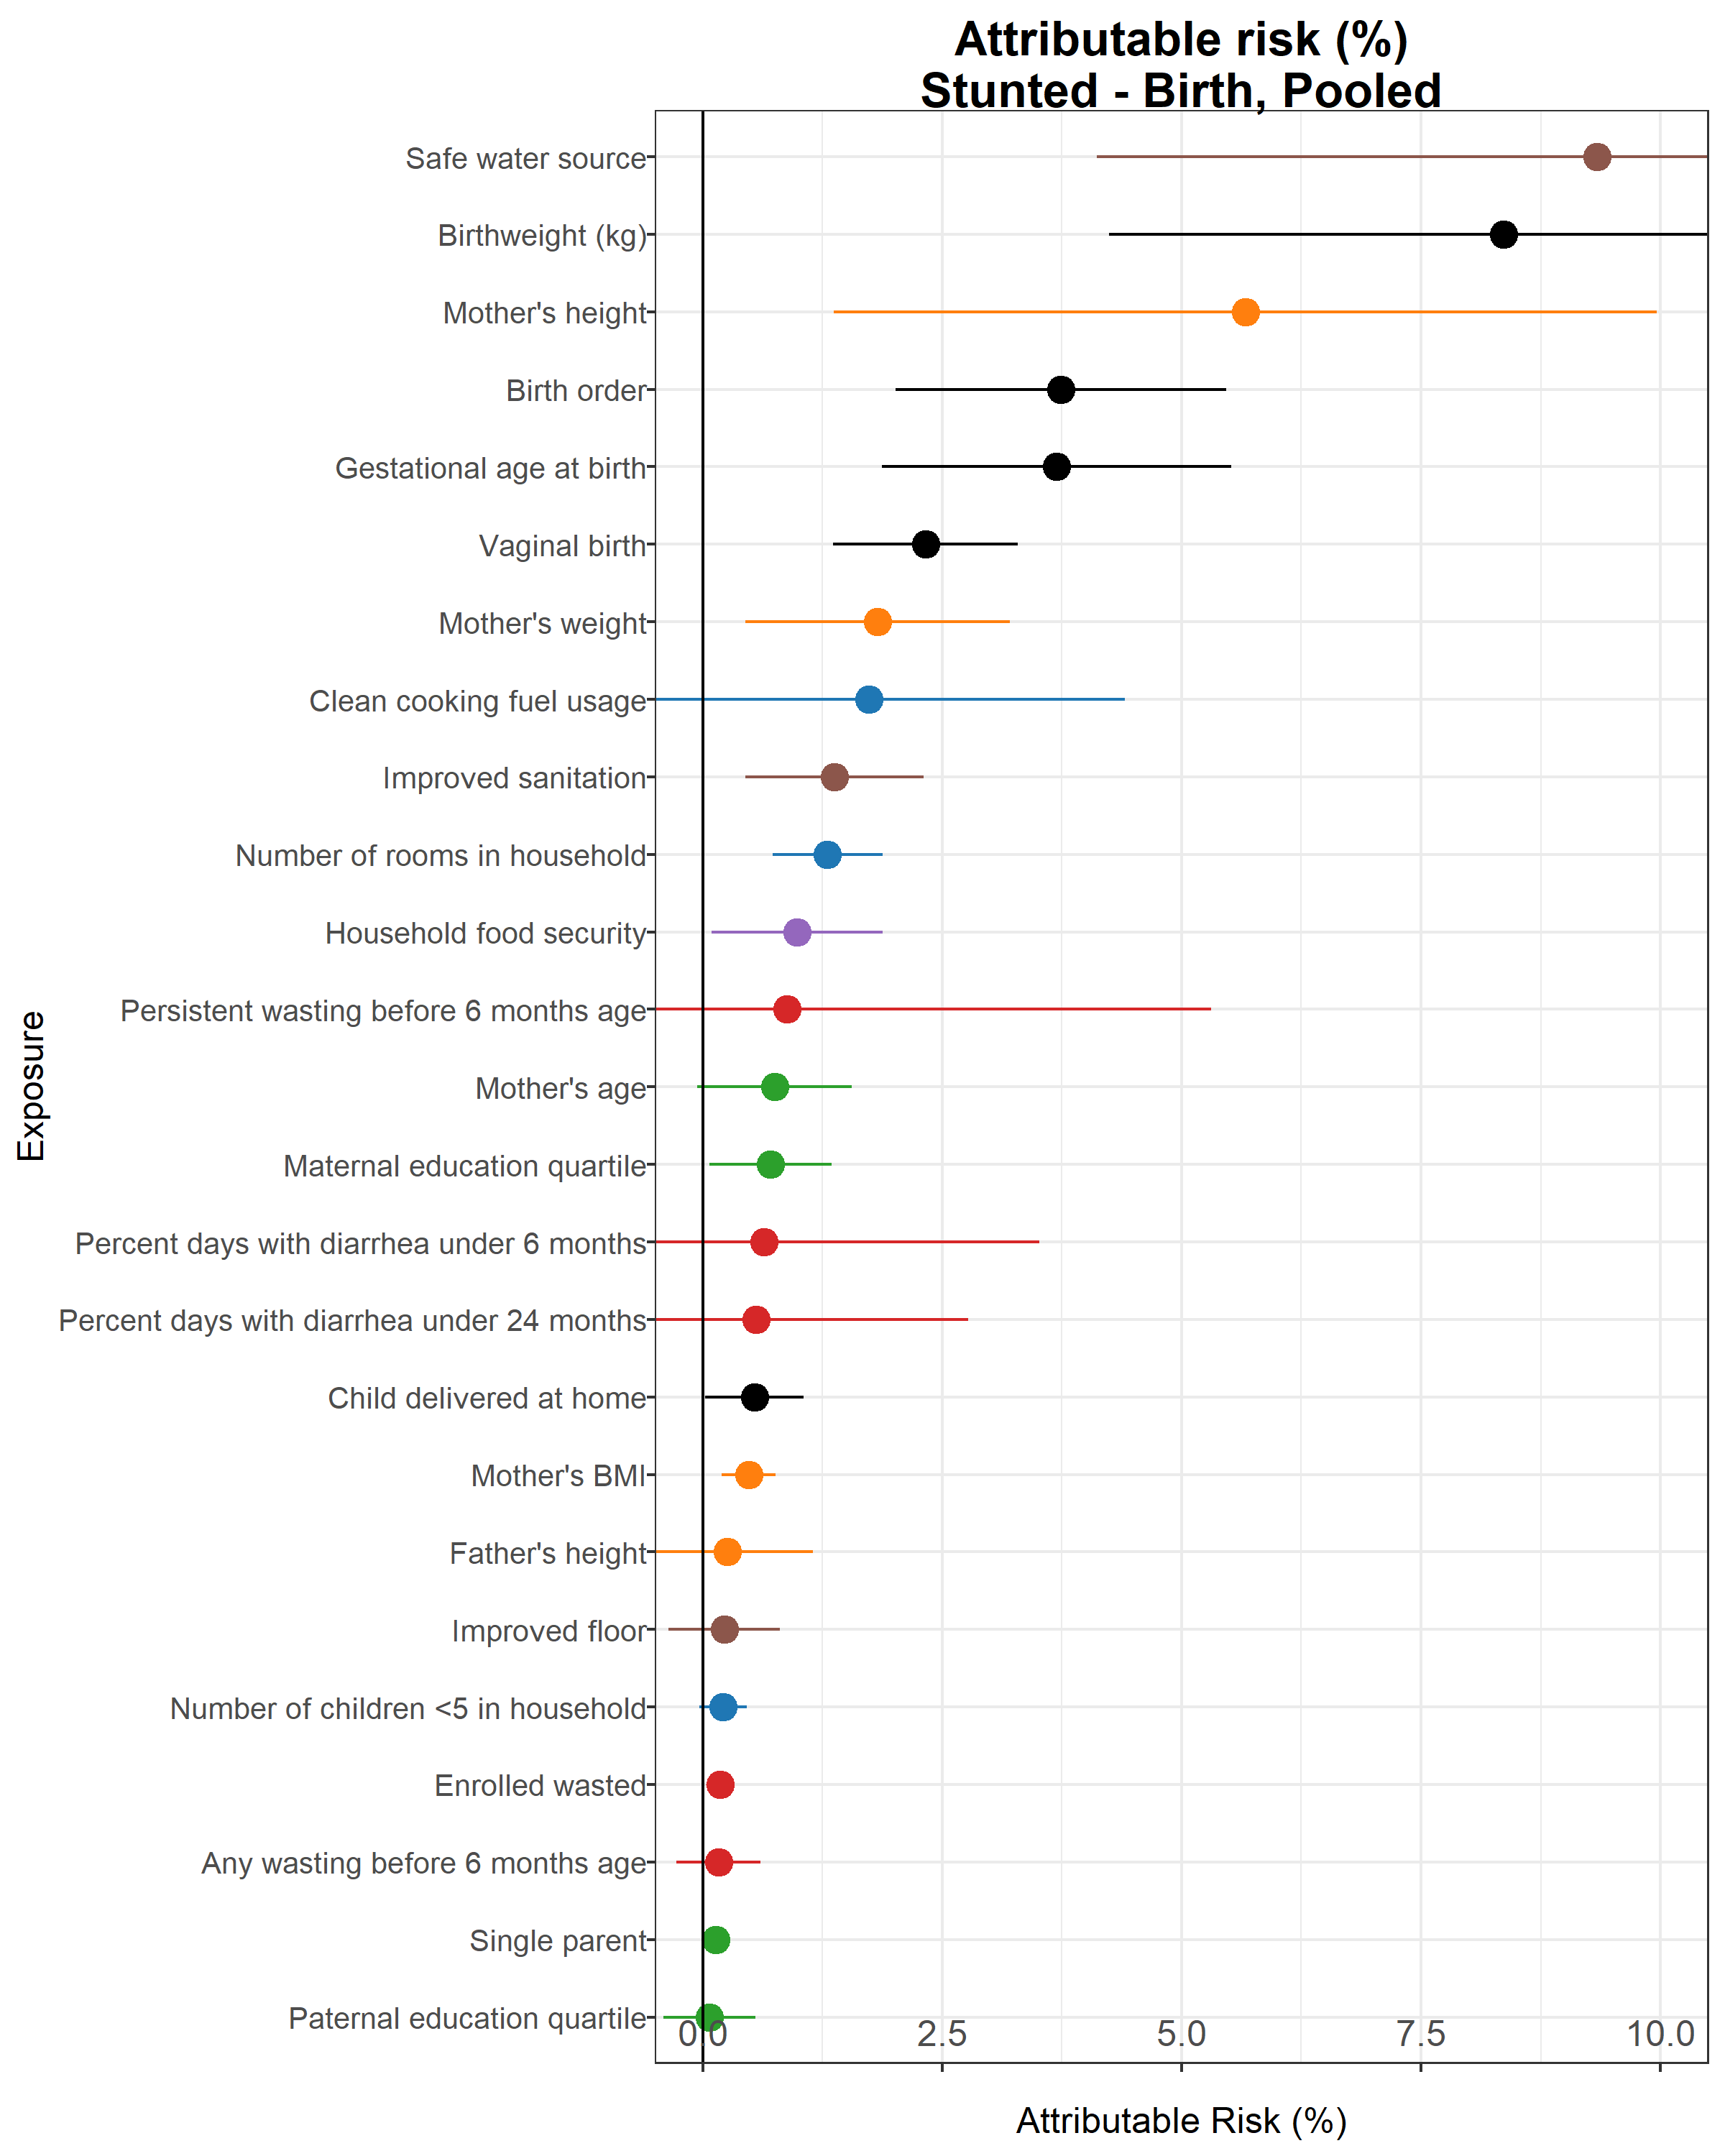 Attributable risk (%)
Stunted - Birth, Pooled
Safe water source
Birthweight (kg)
Mother's height
Birth order
Gestational age at birth
Vaginal birth
Mother's weight
Clean cooking fuel usage
Improved sanitation
Number of rooms in household
Household food security
Persistent wasting before 6 months age
Mother's age
Maternal education quartile
Percent days with diarrhea under 6 months
Percent days with diarrhea under 24 months
Child delivered at home
Mother's BMI
Father's height
Improved floor
Number of children <5 in household
Enrolled wasted
Any wasting before 6 months age
Single parent
Paternal education quartile
Exposure
0.0 2.5 5.0 7.5 10.0
Attributable Risk (%)